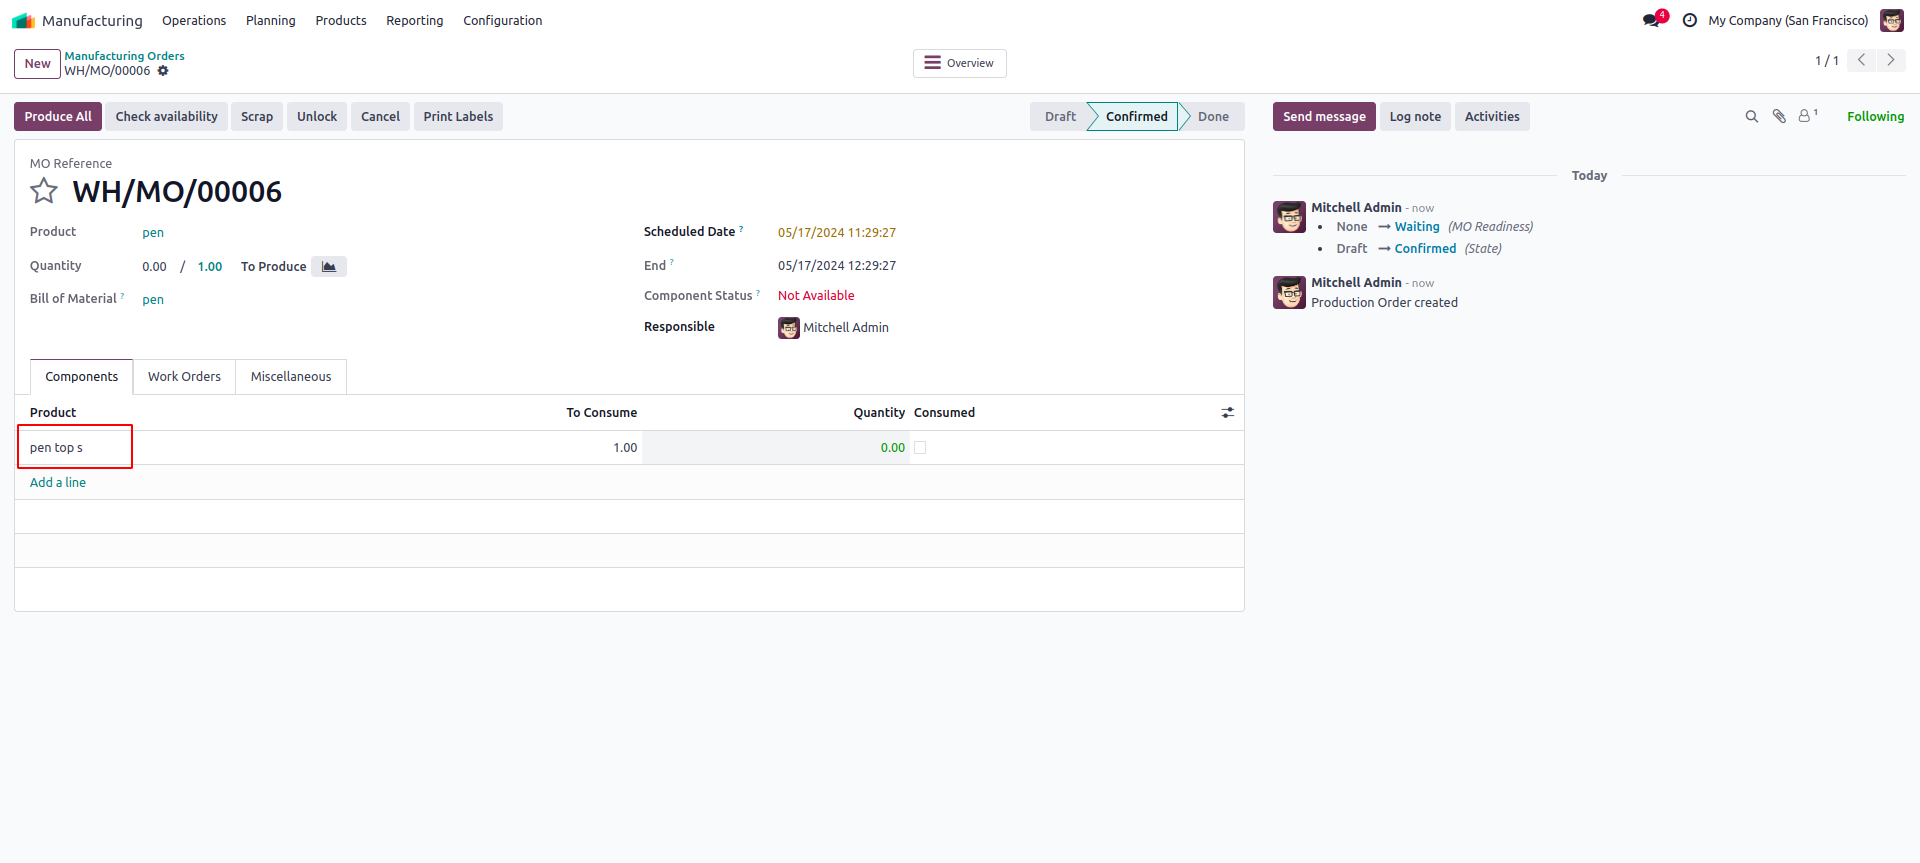 Manufacturing Operations Planning Products Reporting Configuration
4 My Company (San Francisco)
New Manufacturing Orders
WH/MO/00006
Overview
1 / 1
Produce All Check availability Scrap Unlock Cancel Print Labels
Draft Confirmed Done
Send message Log note Activities
1 Following
MO Reference
WH/MO/00006
Product pen
Quantity 0.00 / 1.00 To Produce
Bill of Material ? pen
Scheduled Date ? 05/17/2024 11:29:27
End ? 05/17/2024 12:29:27
Component Status ? Not Available
Responsible Mitchell Admin
Components Work Orders Miscellaneous
Product To Consume Quantity Consumed
pen top s 1.00 0.00
Add a line
Today
Mitchell Admin - now
• None → Waiting (MO Readiness)
• Draft → Confirmed (State)
Mitchell Admin - now
Production Order created